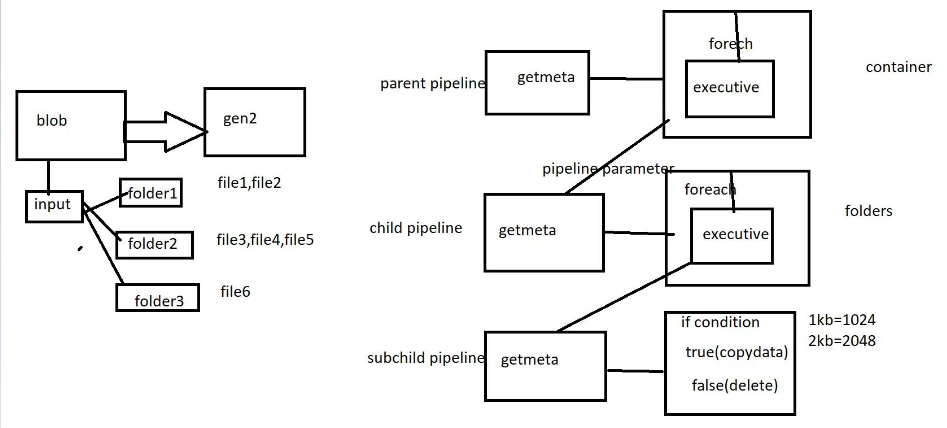 blob
gen2
input
folder1
file1,file2
folder2
file3,file4,file5
folder3
file6
parent pipeline
getmeta
forech
executive
container
pipeline parameter
child pipeline
getmeta
foreach
executive
folders
subchild pipeline
getmeta
if condition
true(copydata)
false(delete)
1kb=1024
2kb=2048